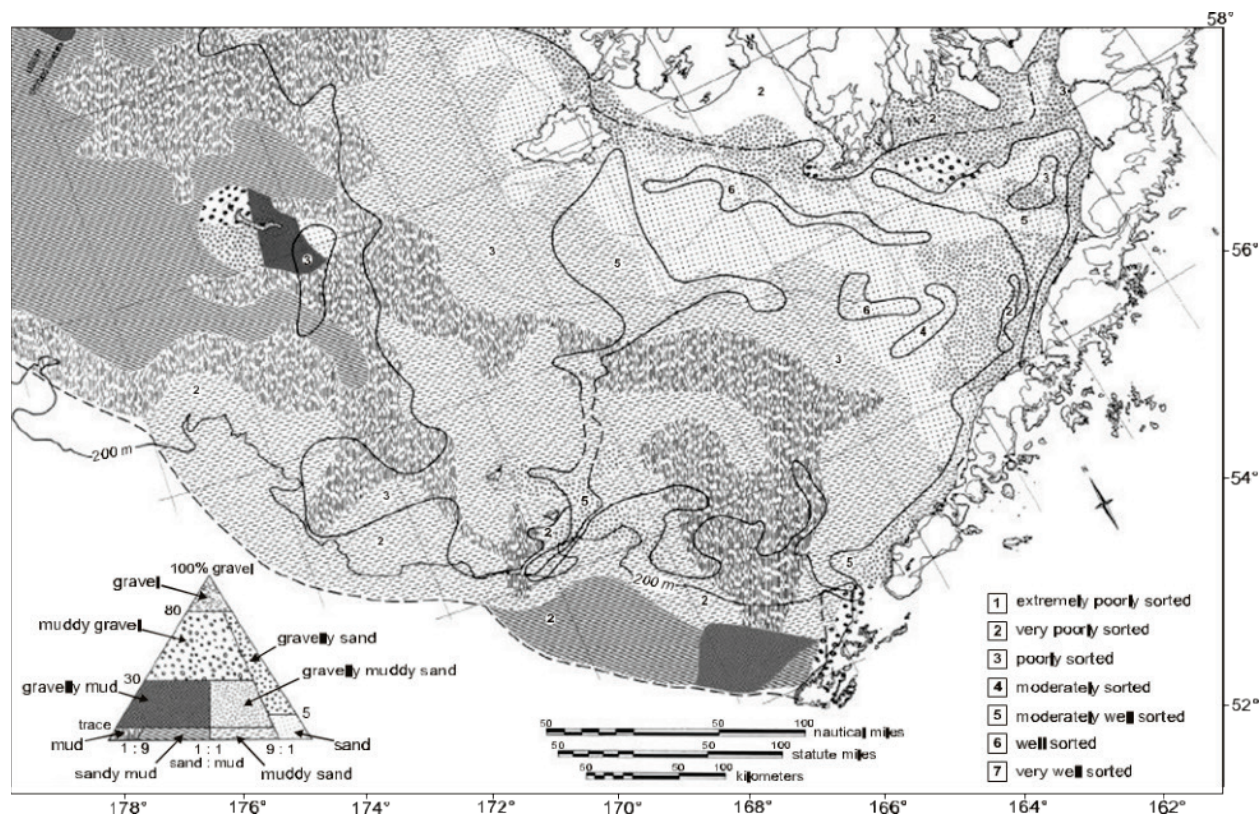 58°
2
3
2
6
3
5
3
3
5
56°
2
6
4
3
2
200 m
54°
3
5
2
2
5
200 m
2
2
100% gravel
gravel
80
muddy gravel
gravelly sand
gravelly muddy sand
30
gravelly mud
trace
5
mud
1 : 9
1 : 1
9 : 1
sand
sand : mud
sandy mud
muddy sand
1 extremely poorly sorted
2 very poorly sorted
3 poorly sorted
4 moderately sorted
5 moderately well sorted
6 well sorted
7 very well sorted
52°
50 50 100
nautical miles
50 50 100
statute miles
50 50 100
kilometers
178° 176° 174° 172° 170° 168° 166° 164° 162°